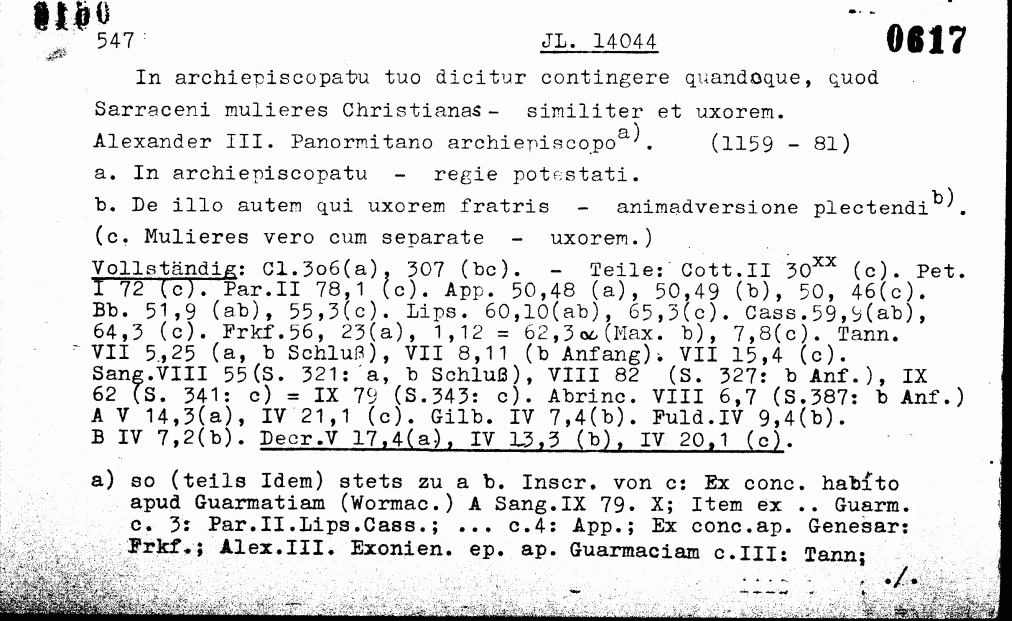 0150
547 JL. 14044 0617
In archiepiscopatu tuo dicitur contingere quandoque, quod
Sarraceni mulieres Christianas - similiter et uxorem.
Alexander III. Panormitano archiepiscopo a). (1159 - 81)
a. In archiepiscopatu - regie potestati.
b. De illo autem qui uxorem fratris - animadversione plectendi b).
(c. Mulieres vero cum separate - uxorem.)
Vollständig: Cl.306(a), 307 (bc). - Teile: Cott.II 30xx (c). Pet.
I 72 (c). Par.II 78,1 (c). App. 50,48 (a), 50,49 (b), 50, 46(c).
Bb. 51,9 (ab), 55,3(c). Lips. 60,10(ab), 65,3(c). Cass.59,9(ab),
64,3 (c). Frkf.56, 23(a), 1,12 = 62,3α(Max. b), 7,8(c). Tann.
VII 5,25 (a, b Schluß), VII 8,11 (b Anfang). VII 15,4 (c).
Sang.VIII 55(S. 321: a, b Schluß), VIII 82 (S. 327: b Anf.), IX
62 (S. 341: c) = IX 79 (S.343: c). Abrinc. VIII 6,7 (S.387: b Anf.)
A V 14,3(a), IV 21,1 (c). Gilb. IV 7,4(b). Fuld.IV 9,4(b).
B IV 7,2(b). Decr.V 17,4(a), IV 13,3 (b), IV 20,1 (c).
a) so (teils Idem) stets zu a b. Inscr. von c: Ex conc. habito
apud Guarmatiam (Wormac.) A Sang.IX 79. X; Item ex .. Guarm.
c. 3: Par.II.Lips.Cass.; ... c.4: App.; Ex conc.ap. Genesar:
Frkf.; Alex.III. Exonien. ep. ap. Guarmaciam c.III: Tann;
./.